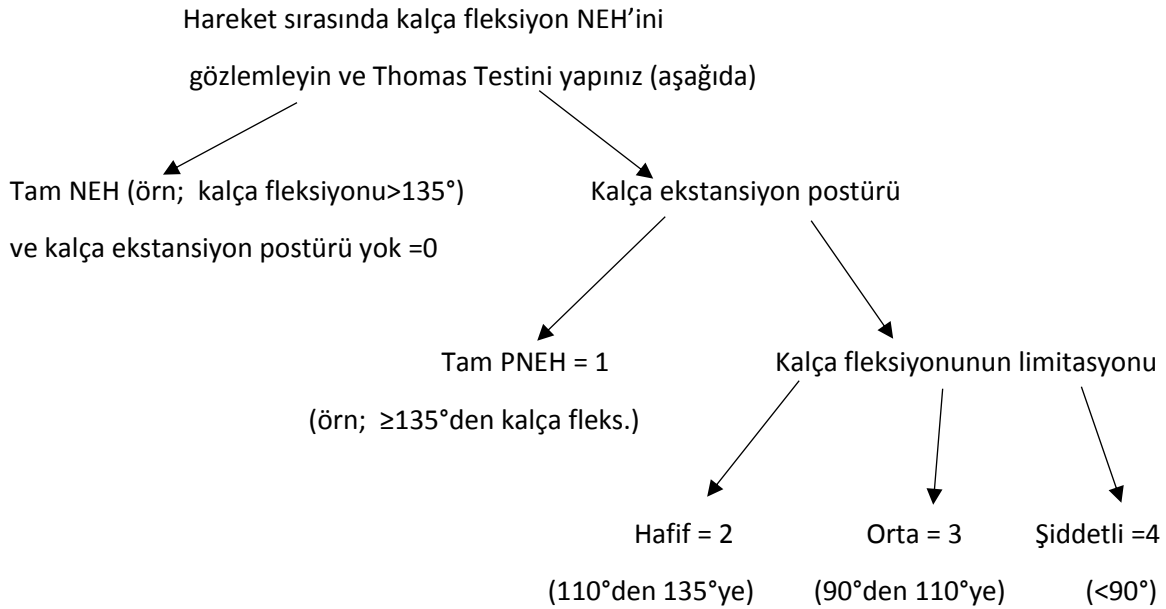 Hareket sırasında kalça fleksiyon NEH’ini
gözlemleyin ve Thomas Testini yapınız (aşağıda)
Tam NEH (örn; kalça fleksiyonu>135°)
Kalça ekstansiyon postürü
ve kalça ekstansiyon postürü yok =0
Tam PNEH = 1
Kalça fleksiyonunun limitasyonu
(örn; ≥135°den kalça fleks.)
Hafif = 2
Orta = 3
Şiddetli =4
(110°den 135°ye)
(90°den 110°ye)
(<90°)